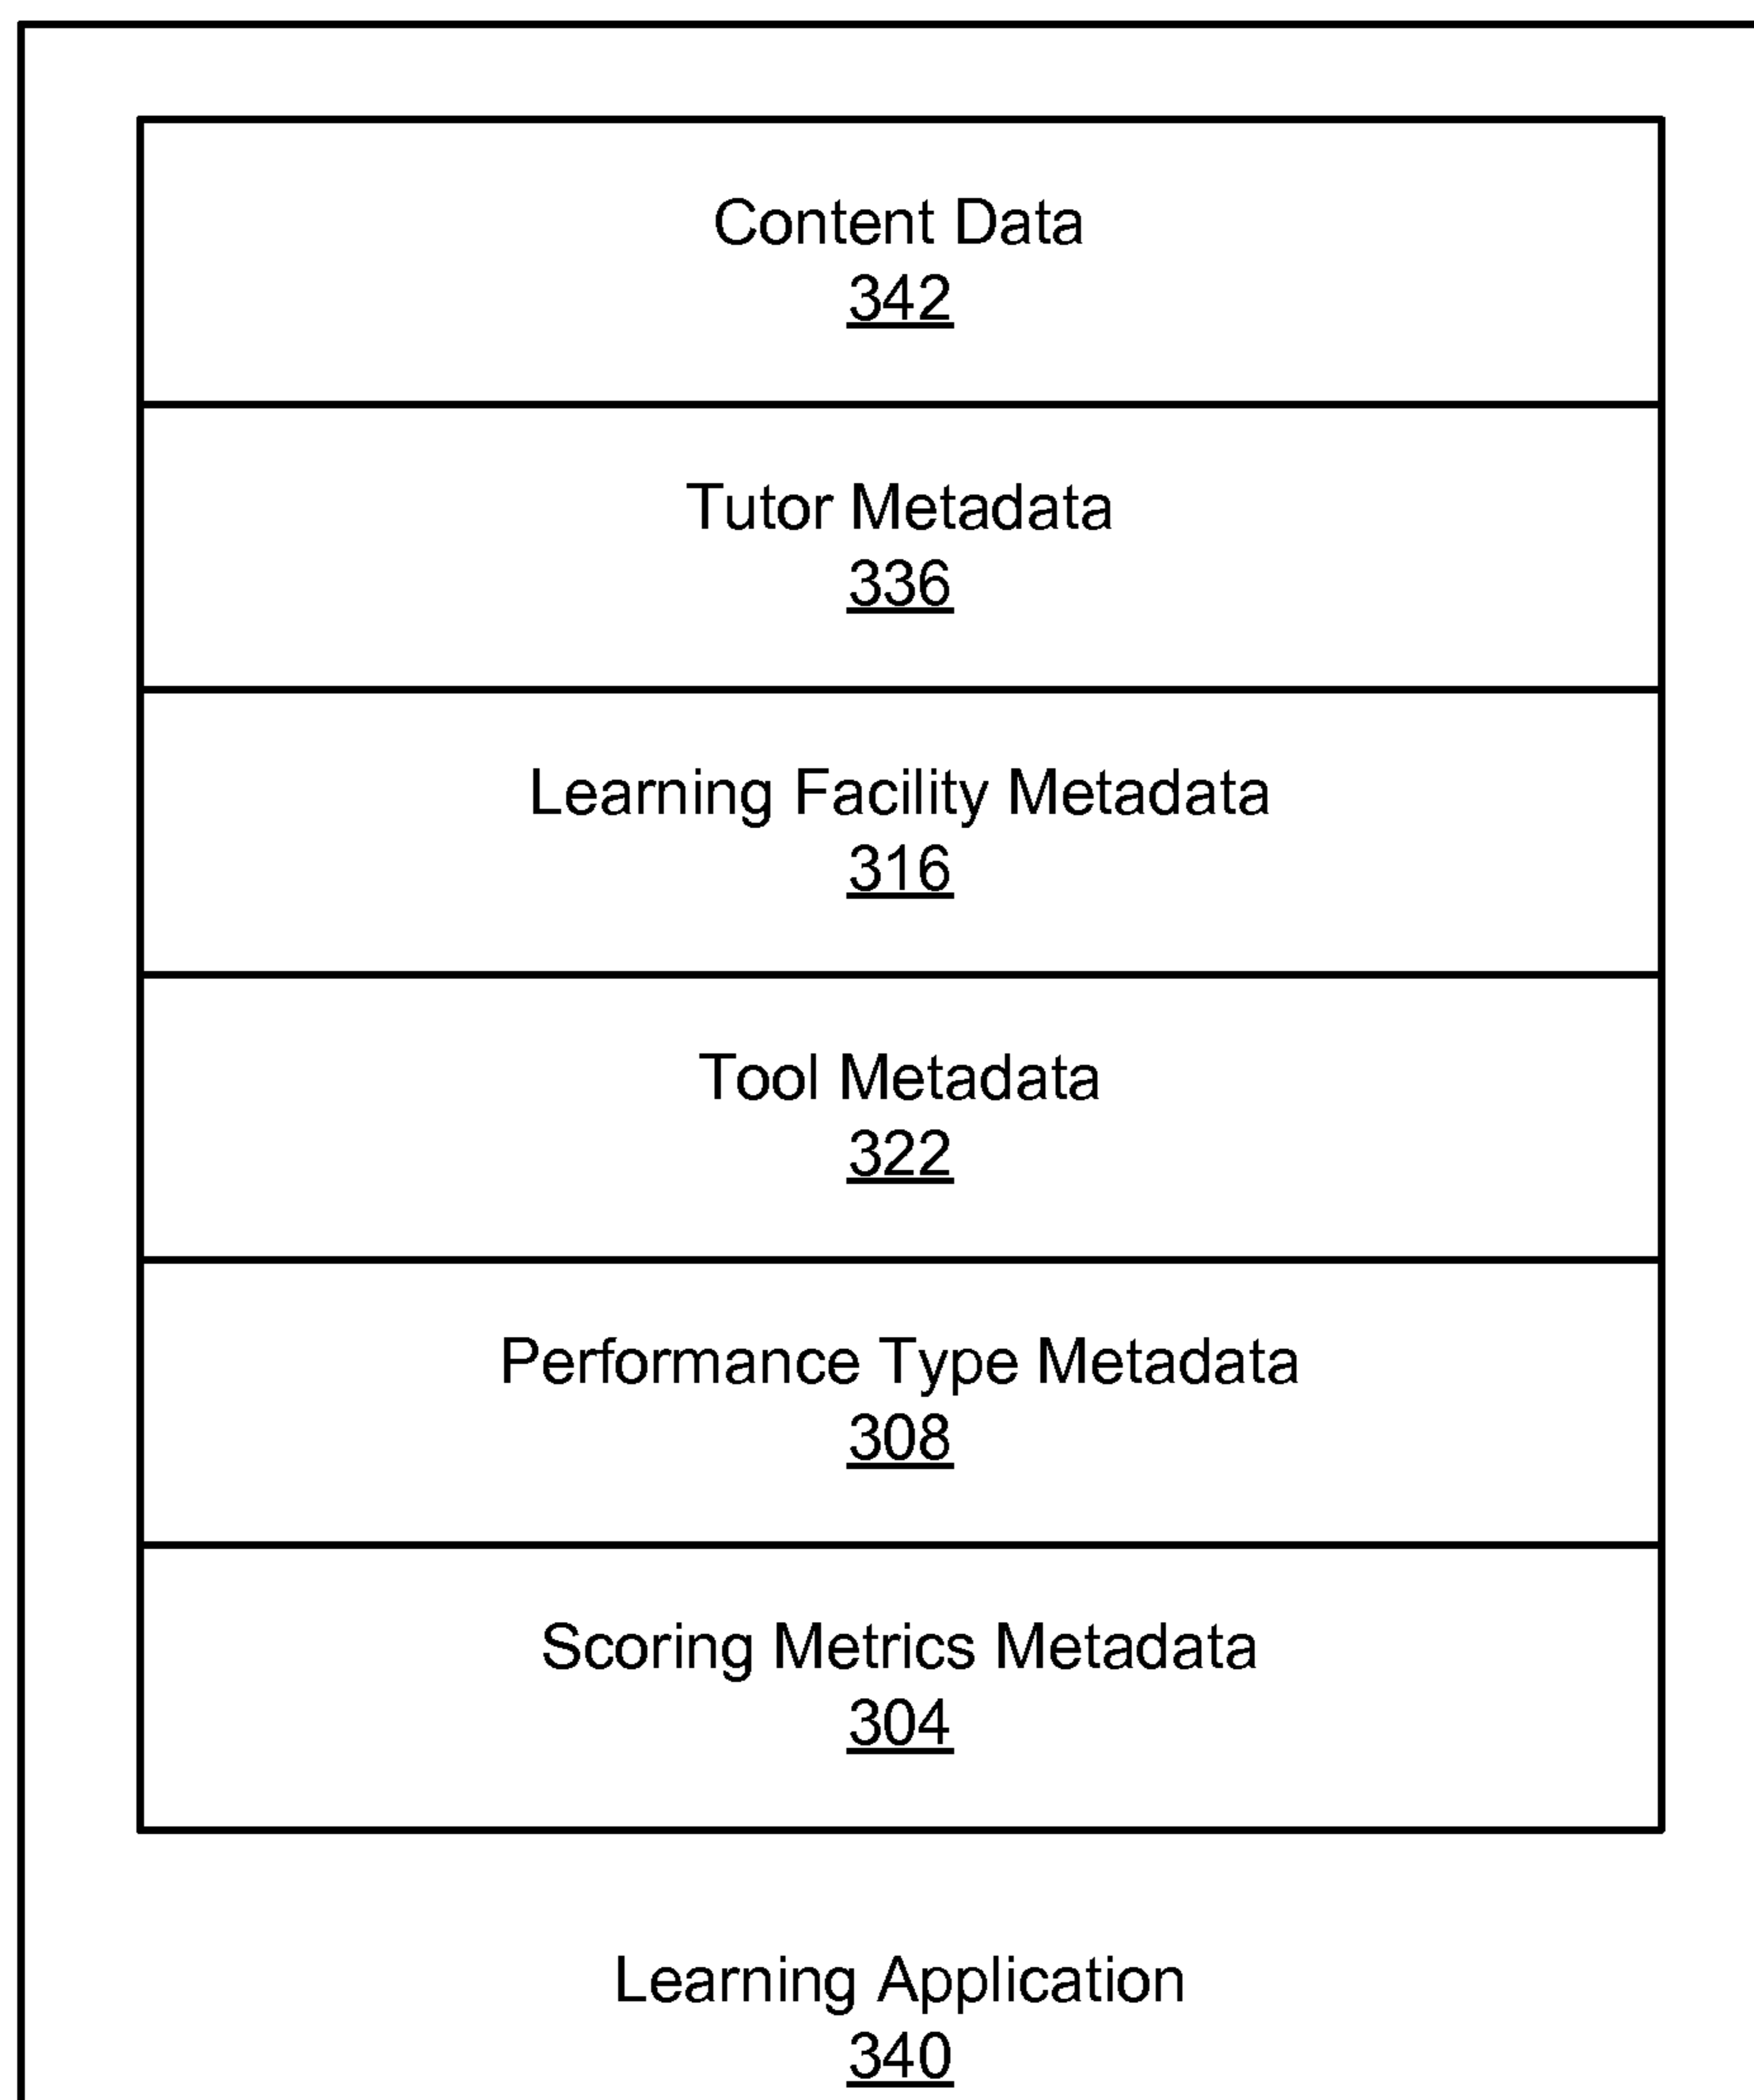 Content Data
342
Tutor Metadata
336
Learning Facility Metadata
316
Tool Metadata
322
Performance Type Metadata
308
Scoring Metrics Metadata
304
Learning Application
340